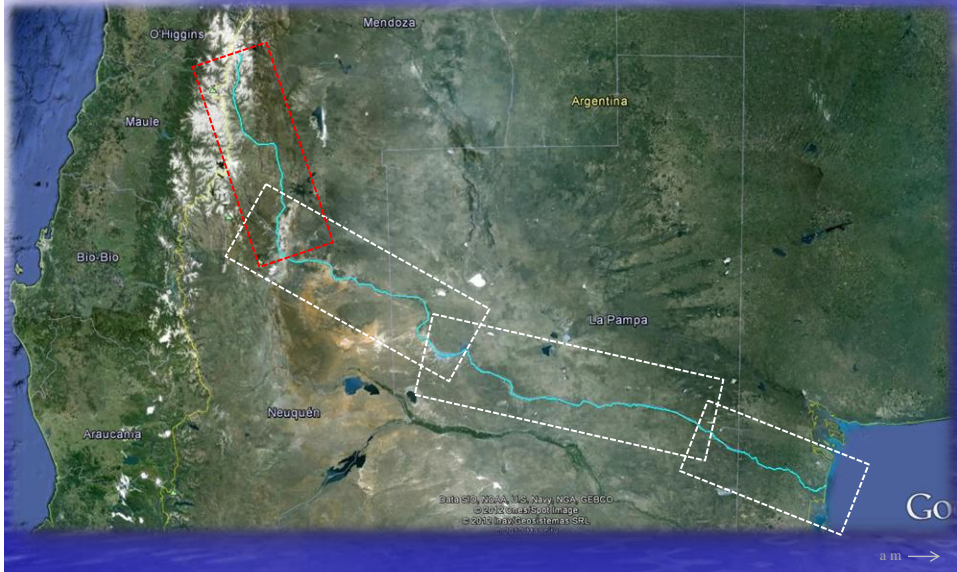 Mendoza
O'Higgins
Argentina
Maule
Bio-Bio
La Pampa
Neuquén
Araucanía
Data SIO, NOAA, U.S. Navy, NGA, GEBCO
© 2012 Cnes/Spot Image
© 2012 Inav/Geosistemas SRL
Go
a m